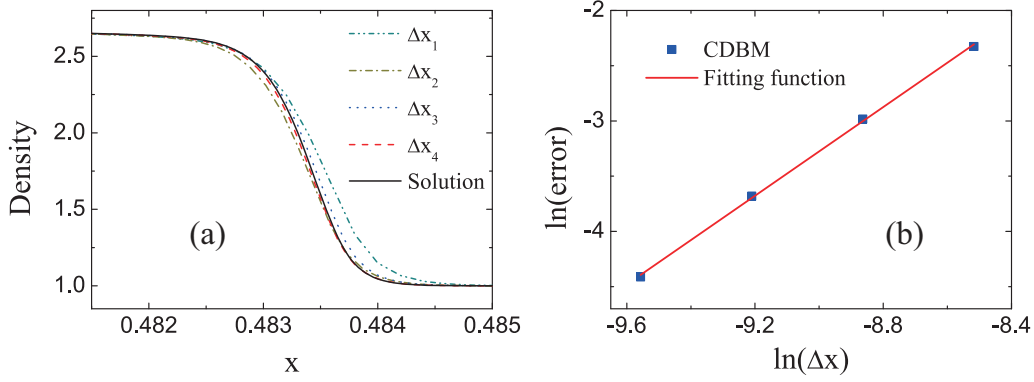 2.5
2.0
1.5
1.0
Density
0.482
0.483
0.484
0.485
x
Δx1
Δx2
Δx3
Δx4
Solution
(a)
-2
-3
-4
ln(error)
-9.6
-9.2
-8.8
-8.4
ln(Δx)
CDBM
Fitting function
(b)